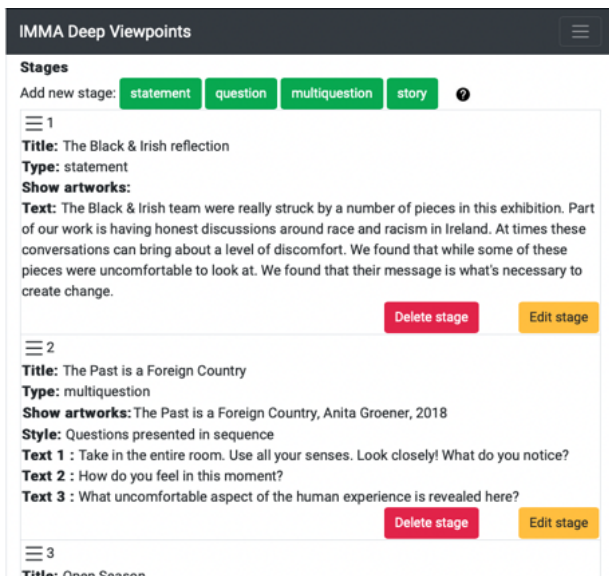 IMMA Deep Viewpoints
Stages
Add new stage: statement question multiquestion story ?
1
Title: The Black & Irish reflection
Type: statement
Show artworks:
Text: The Black & Irish team were really struck by a number of pieces in this exhibition. Part
of our work is having honest discussions around race and racism in Ireland. At times these
conversations can bring about a level of discomfort. We found that while some of these
pieces were uncomfortable to look at. We found that their message is what's necessary to
create change.
Delete stage Edit stage
2
Title: The Past is a Foreign Country
Type: multiquestion
Show artworks: The Past is a Foreign Country, Anita Groener, 2018
Style: Questions presented in sequence
Text 1 : Take in the entire room. Use all your senses. Look closely! What do you notice?
Text 2 : How do you feel in this moment?
Text 3 : What uncomfortable aspect of the human experience is revealed here?
Delete stage Edit stage
3
Title: Open Season